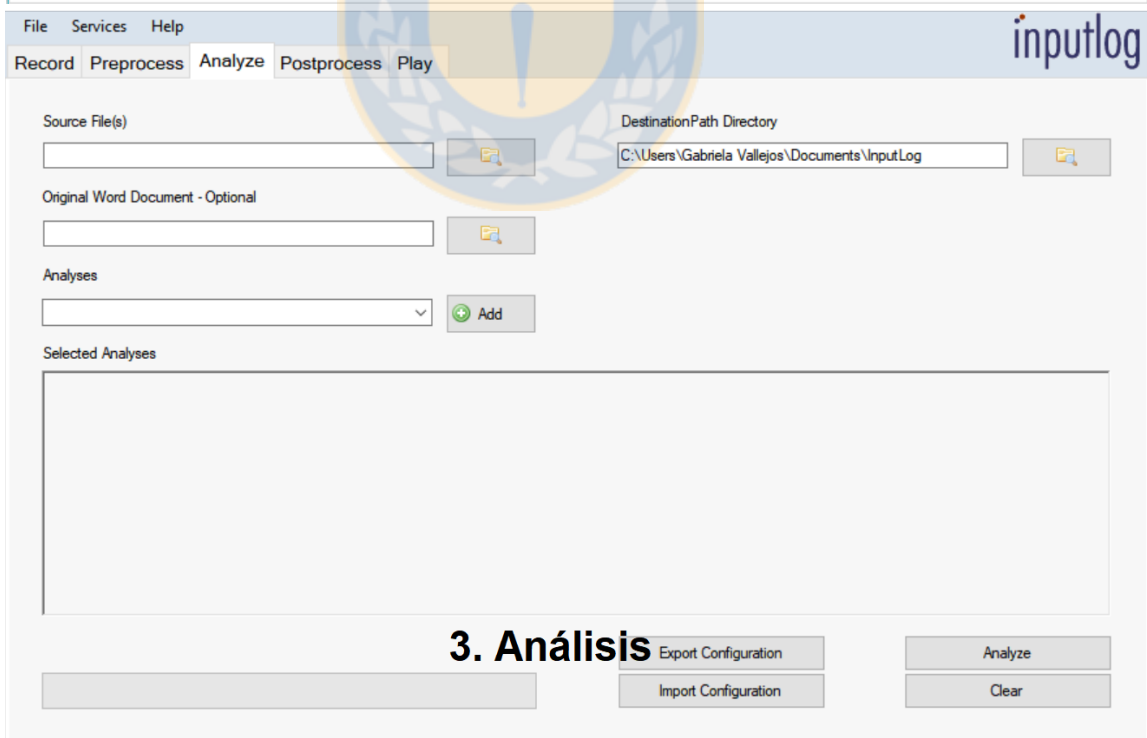 File Services Help
inputlog
Record Preprocess Analyze Postprocess Play
Source File(s) DestinationPath Directory
C:\Users\Gabriela Vallejos\Documents\InputLog
Original Word Document - Optional
Analyses
Add
Selected Analyses
3. Análisis
Export Configuration Analyze
Import Configuration Clear